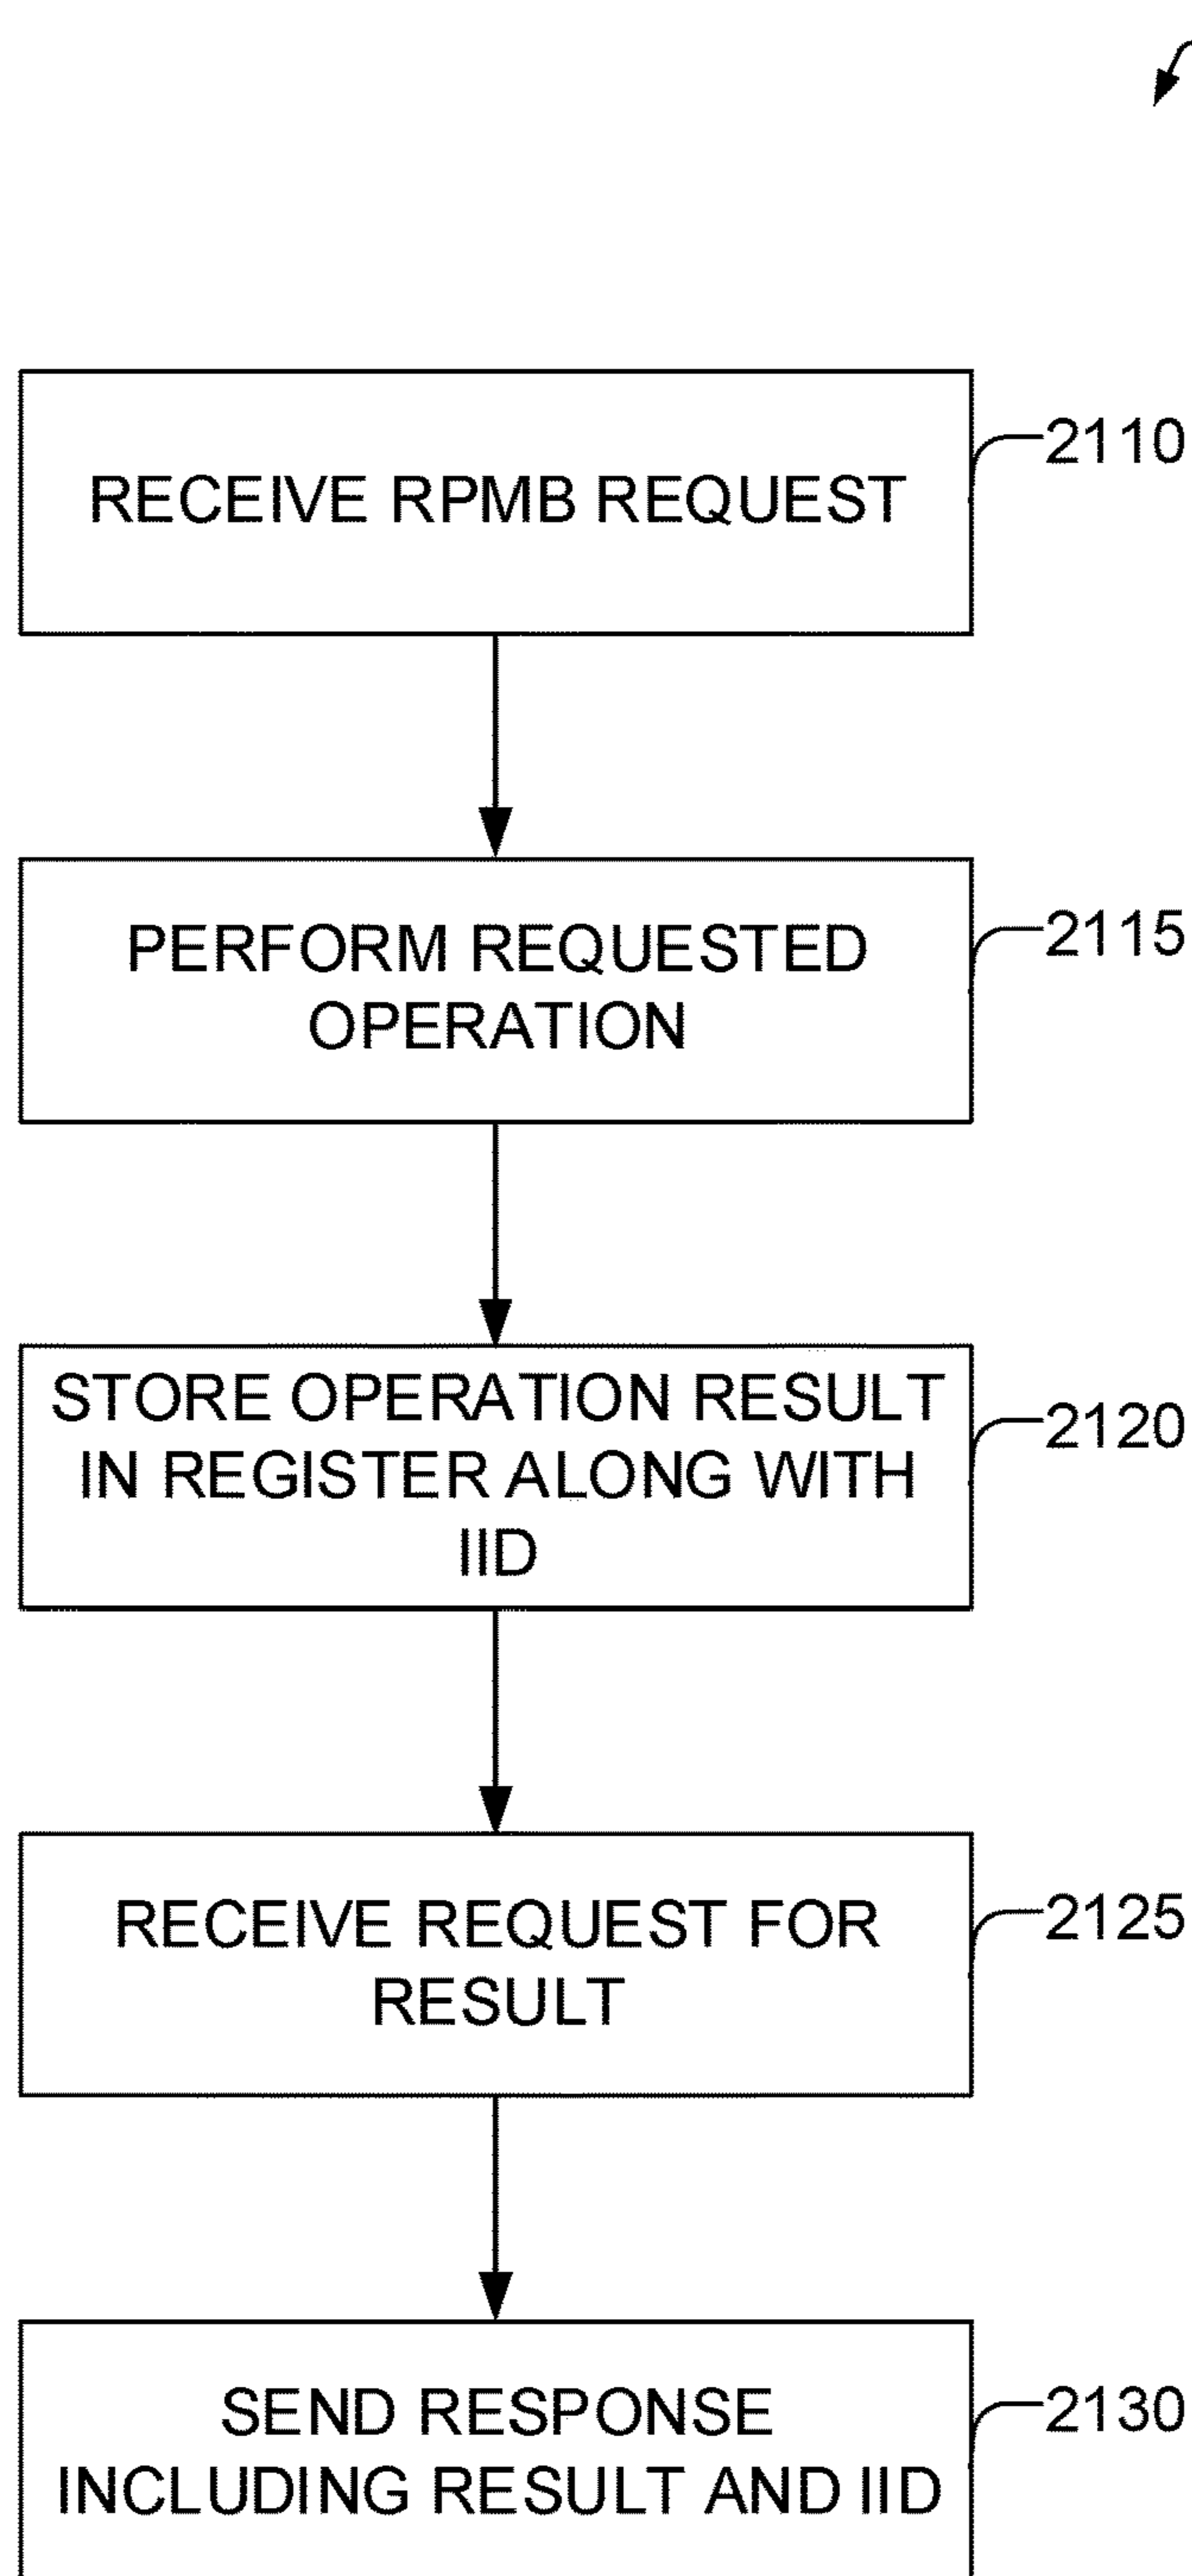 RECEIVE RPMB REQUEST
2110
PERFORM REQUESTED
OPERATION
2115
STORE OPERATION RESULT
IN REGISTER ALONG WITH
IID
2120
RECEIVE REQUEST FOR
RESULT
2125
SEND RESPONSE
INCLUDING RESULT AND IID
2130